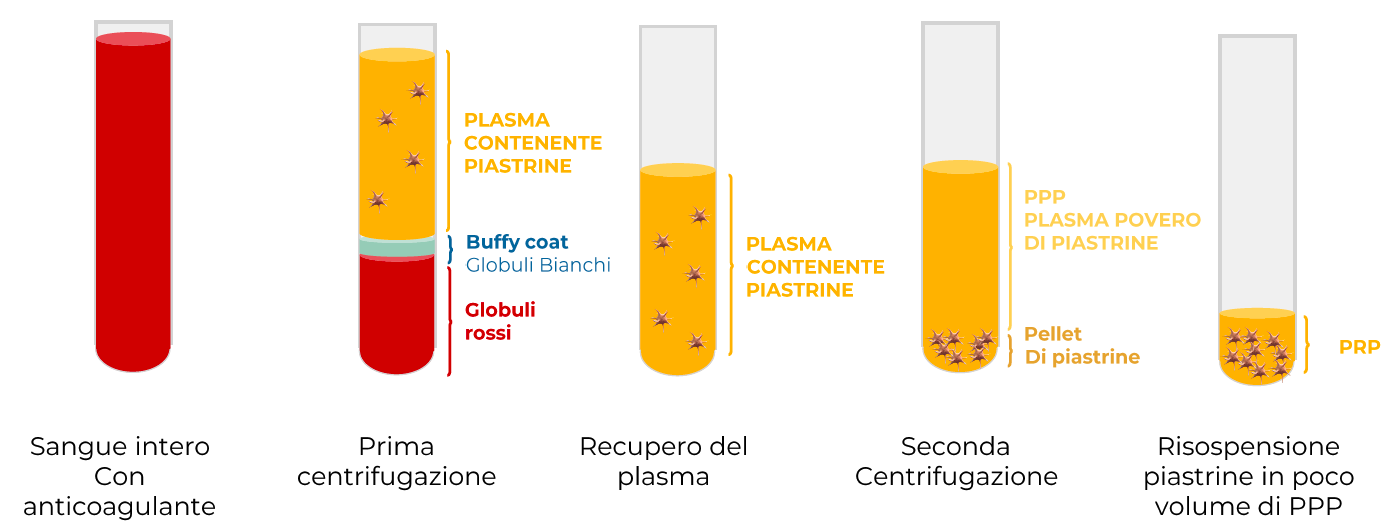 PLASMA
CONTENENTE
PIASTRINE
Buffy coat
Globuli Bianchi
Globuli
rossi
PLASMA
CONTENENTE
PIASTRINE
PPP
PLASMA POVERO
DI PIASTRINE
Pellet
Di piastrine
PRP
Sangue intero
Con
anticoagulante
Prima
centrifugazione
Recupero del
plasma
Seconda
Centrifugazione
Risospensione
piastrine in poco
volume di PPP